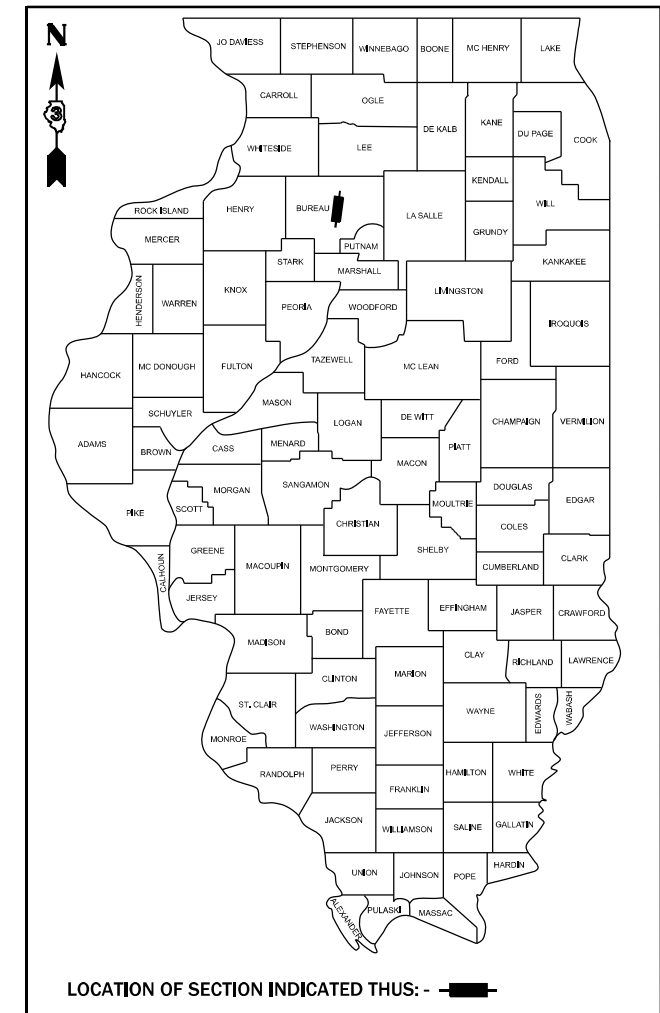 N
3
JO DAVIESS
STEPHENSON
WINNEBAGO
BOONE
MC HENRY
LAKE
CARROLL
OGLE
DE KALB
KANE
DU PAGE
COOK
WHITESIDE
LEE
KENDALL
WILL
ROCK ISLAND
HENRY
BUREAU
LA SALLE
GRUNDY
MERCER
PUTNAM
KANKAKEE
STARK
MARSHALL
HENDERSON
WARREN
KNOX
PEORIA
WOODFORD
LIVINGSTON
IROQUOIS
HANCOCK
MC DONOUGH
FULTON
TAZEWELL
MC LEAN
FORD
SCHUYLER
MASON
LOGAN
DE WITT
CHAMPAIGN
VERMILION
ADAMS
BROWN
CASS
MENARD
MACON
PIATT
PIKE
SCOTT
MORGAN
SANGAMON
CHRISTIAN
MOULTRIE
DOUGLAS
EDGAR
COLES
CALHOUN
GREENE
MACOUPIN
MONTGOMERY
SHELBY
CUMBERLAND
CLARK
JERSEY
FAYETTE
EFFINGHAM
JASPER
CRAWFORD
MADISON
BOND
CLAY
RICHLAND
LAWRENCE
CLINTON
MARION
ST. CLAIR
WASHINGTON
WAYNE
EDWARDS
WABASH
MONROE
JEFFERSON
RANDOLPH
PERRY
FRANKLIN
HAMILTON
WHITE
JACKSON
WILLIAMSON
SALINE
GALLATIN
UNION
JOHNSON
POPE
HARDIN
ALEXANDER
PULASKI
MASSAC
LOCATION OF SECTION INDICATED THUS: -